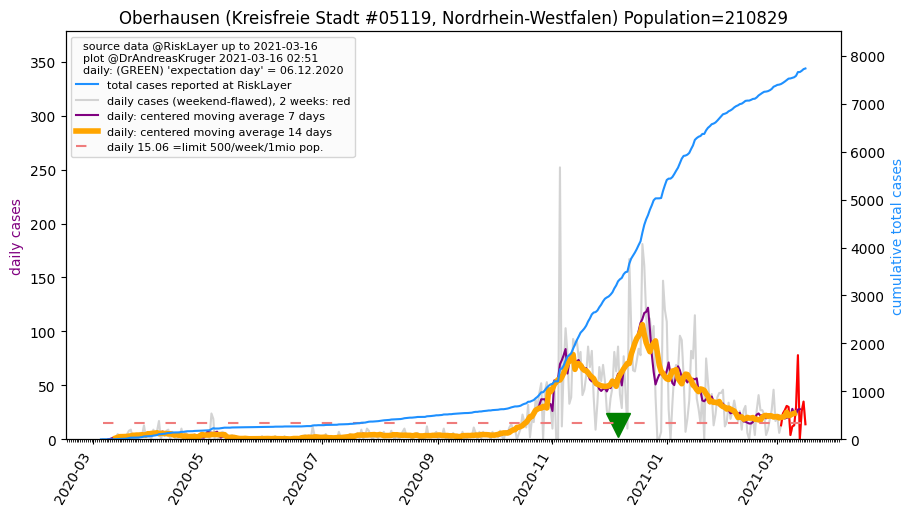 Oberhausen (Kreisfreie Stadt #05119, Nordrhein-Westfalen) Population=210829
source data @RiskLayer up to 2021-03-16
plot @DrAndreasKruger 2021-03-16 02:51
daily: (GREEN) 'expectation day' = 06.12.2020
total cases reported at RiskLayer
daily cases (weekend-flawed), 2 weeks: red
daily: centered moving average 7 days
daily: centered moving average 14 days
daily 15.06 =limit 500/week/1mio pop.
daily cases
350
300
250
200
150
100
50
0
cumulative total cases
8000
7000
6000
5000
4000
3000
2000
1000
0
2020-03
2020-05
2020-07
2020-09
2020-11
2021-01
2021-03